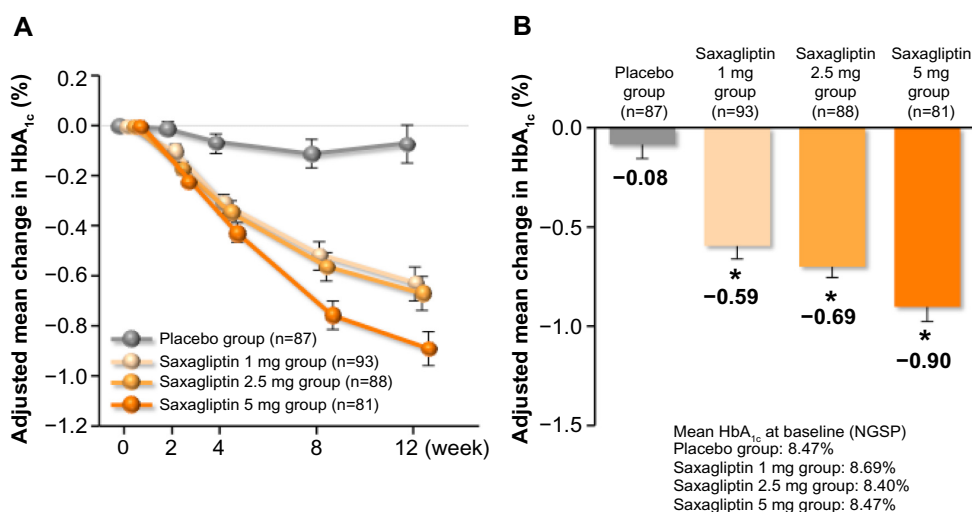 A
Adjusted mean change in HbA1c (%)
0.2
0.0
−0.2
−0.4
−0.6
−0.8
−1.0
−1.2
Placebo group (n=87)
Saxagliptin 1 mg group (n=93)
Saxagliptin 2.5 mg group (n=88)
Saxagliptin 5 mg group (n=81)
0 2 4 8 12 (week)
B
Adjusted mean change in HbA1c (%)
Placebo
group
(n=87)
Saxagliptin
1 mg
group
(n=93)
Saxagliptin
2.5 mg
group
(n=88)
Saxagliptin
5 mg
group
(n=81)
0.0
−0.5
−1.0
−1.5
−0.08
*
−0.59
*
−0.69
*
−0.90
Mean HbA1c at baseline (NGSP)
Placebo group: 8.47%
Saxagliptin 1 mg group: 8.69%
Saxagliptin 2.5 mg group: 8.40%
Saxagliptin 5 mg group: 8.47%